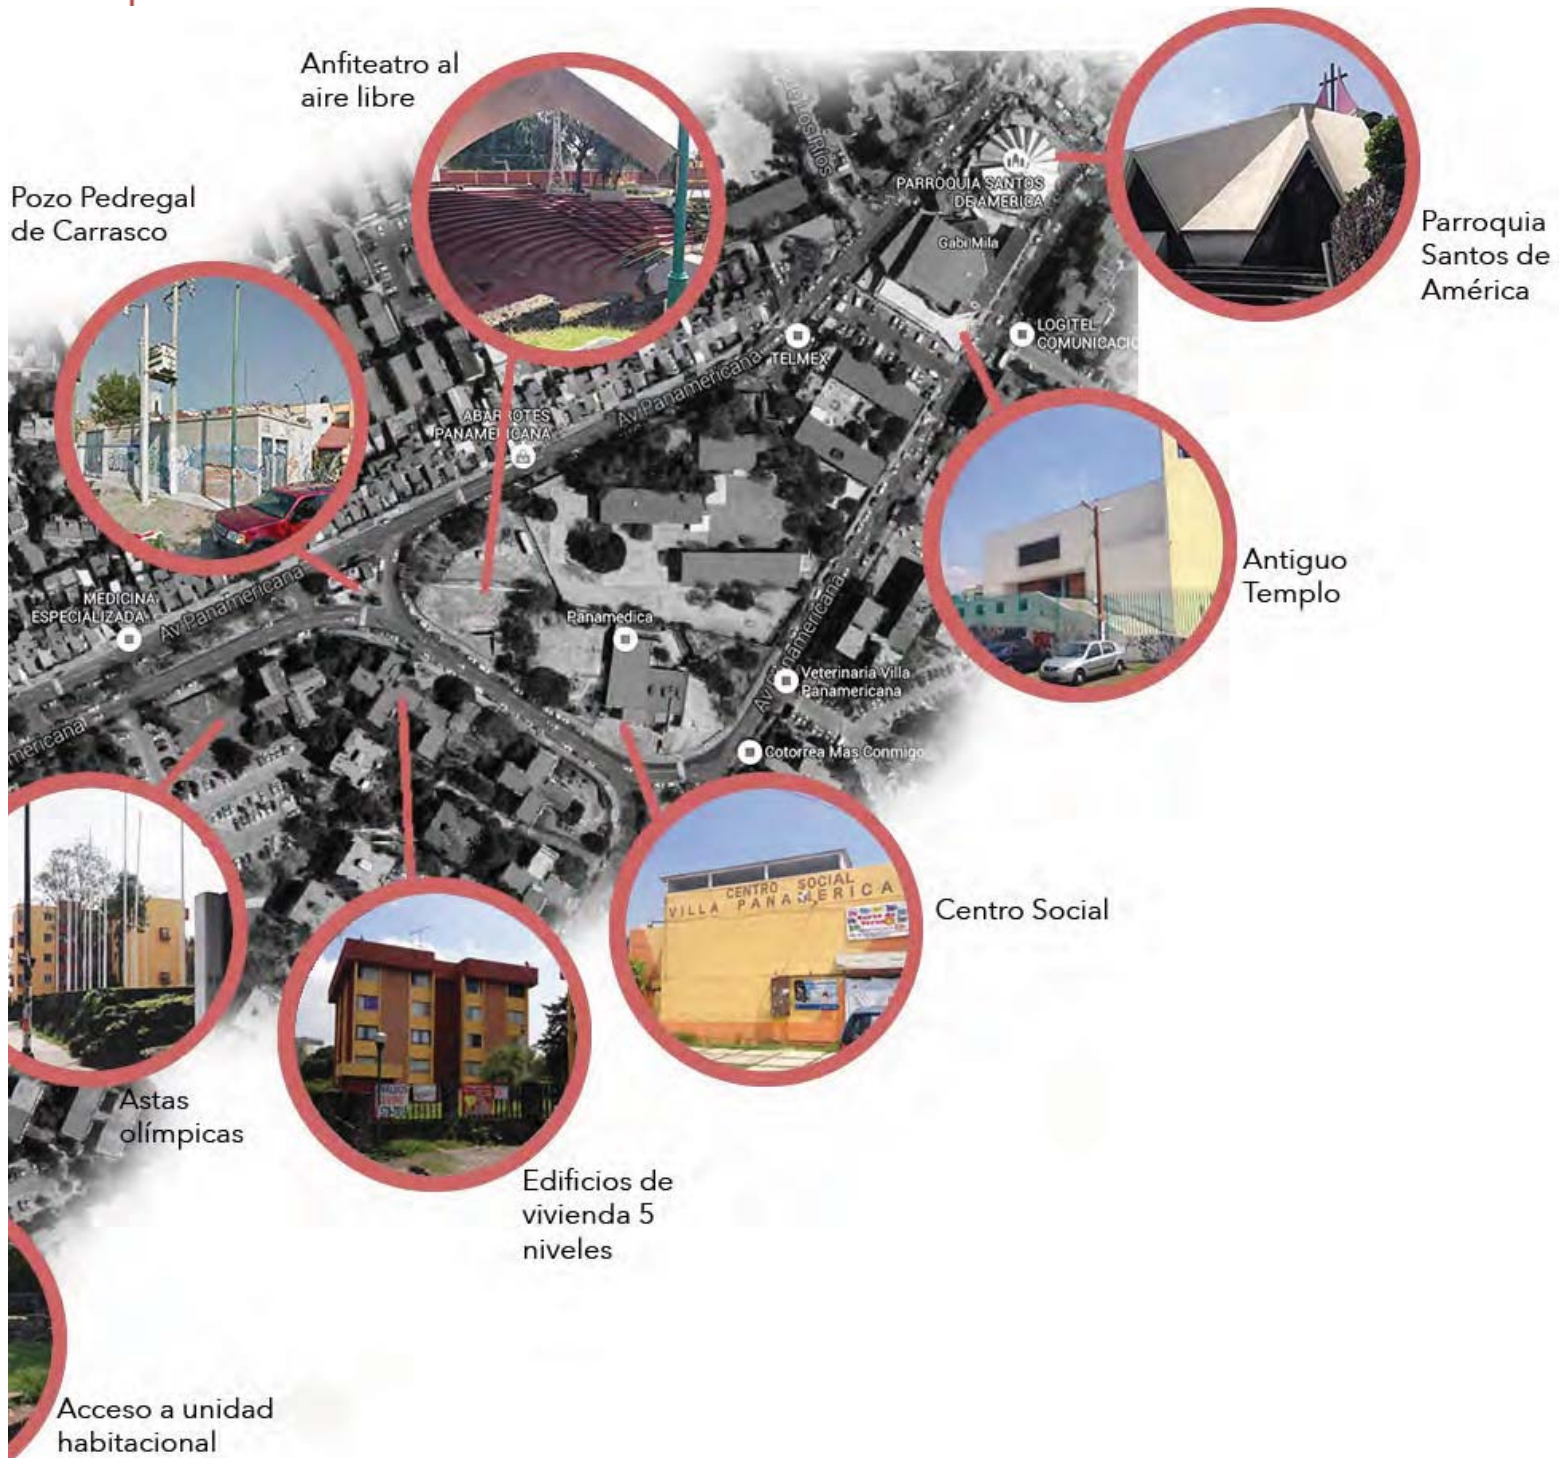 Anfiteatro al
aire libre
Pozo Pedregal
de Carrasco
PARROQUIA SANTOS
DE AMERICA
Gabi Mila
Parroquia
Santos de
América
LOGITEL
COMUNICACIO
TELMEX
Av Panamericana
ABARROTES
PANAMERICANA
Antiguo
Templo
MEDICINA
ESPECIALIZADA
Av Panamericana
Panamedica
Av Panamericana
Veterinaria Villa
Panamericana
mericana
Cotorrea Mas Conmigo
CENTRO SOCIAL
VILLA PANAMERICA
Centro Social
Astas
olímpicas
Edificios de
vivienda 5
niveles
Acceso a unidad
habitacional